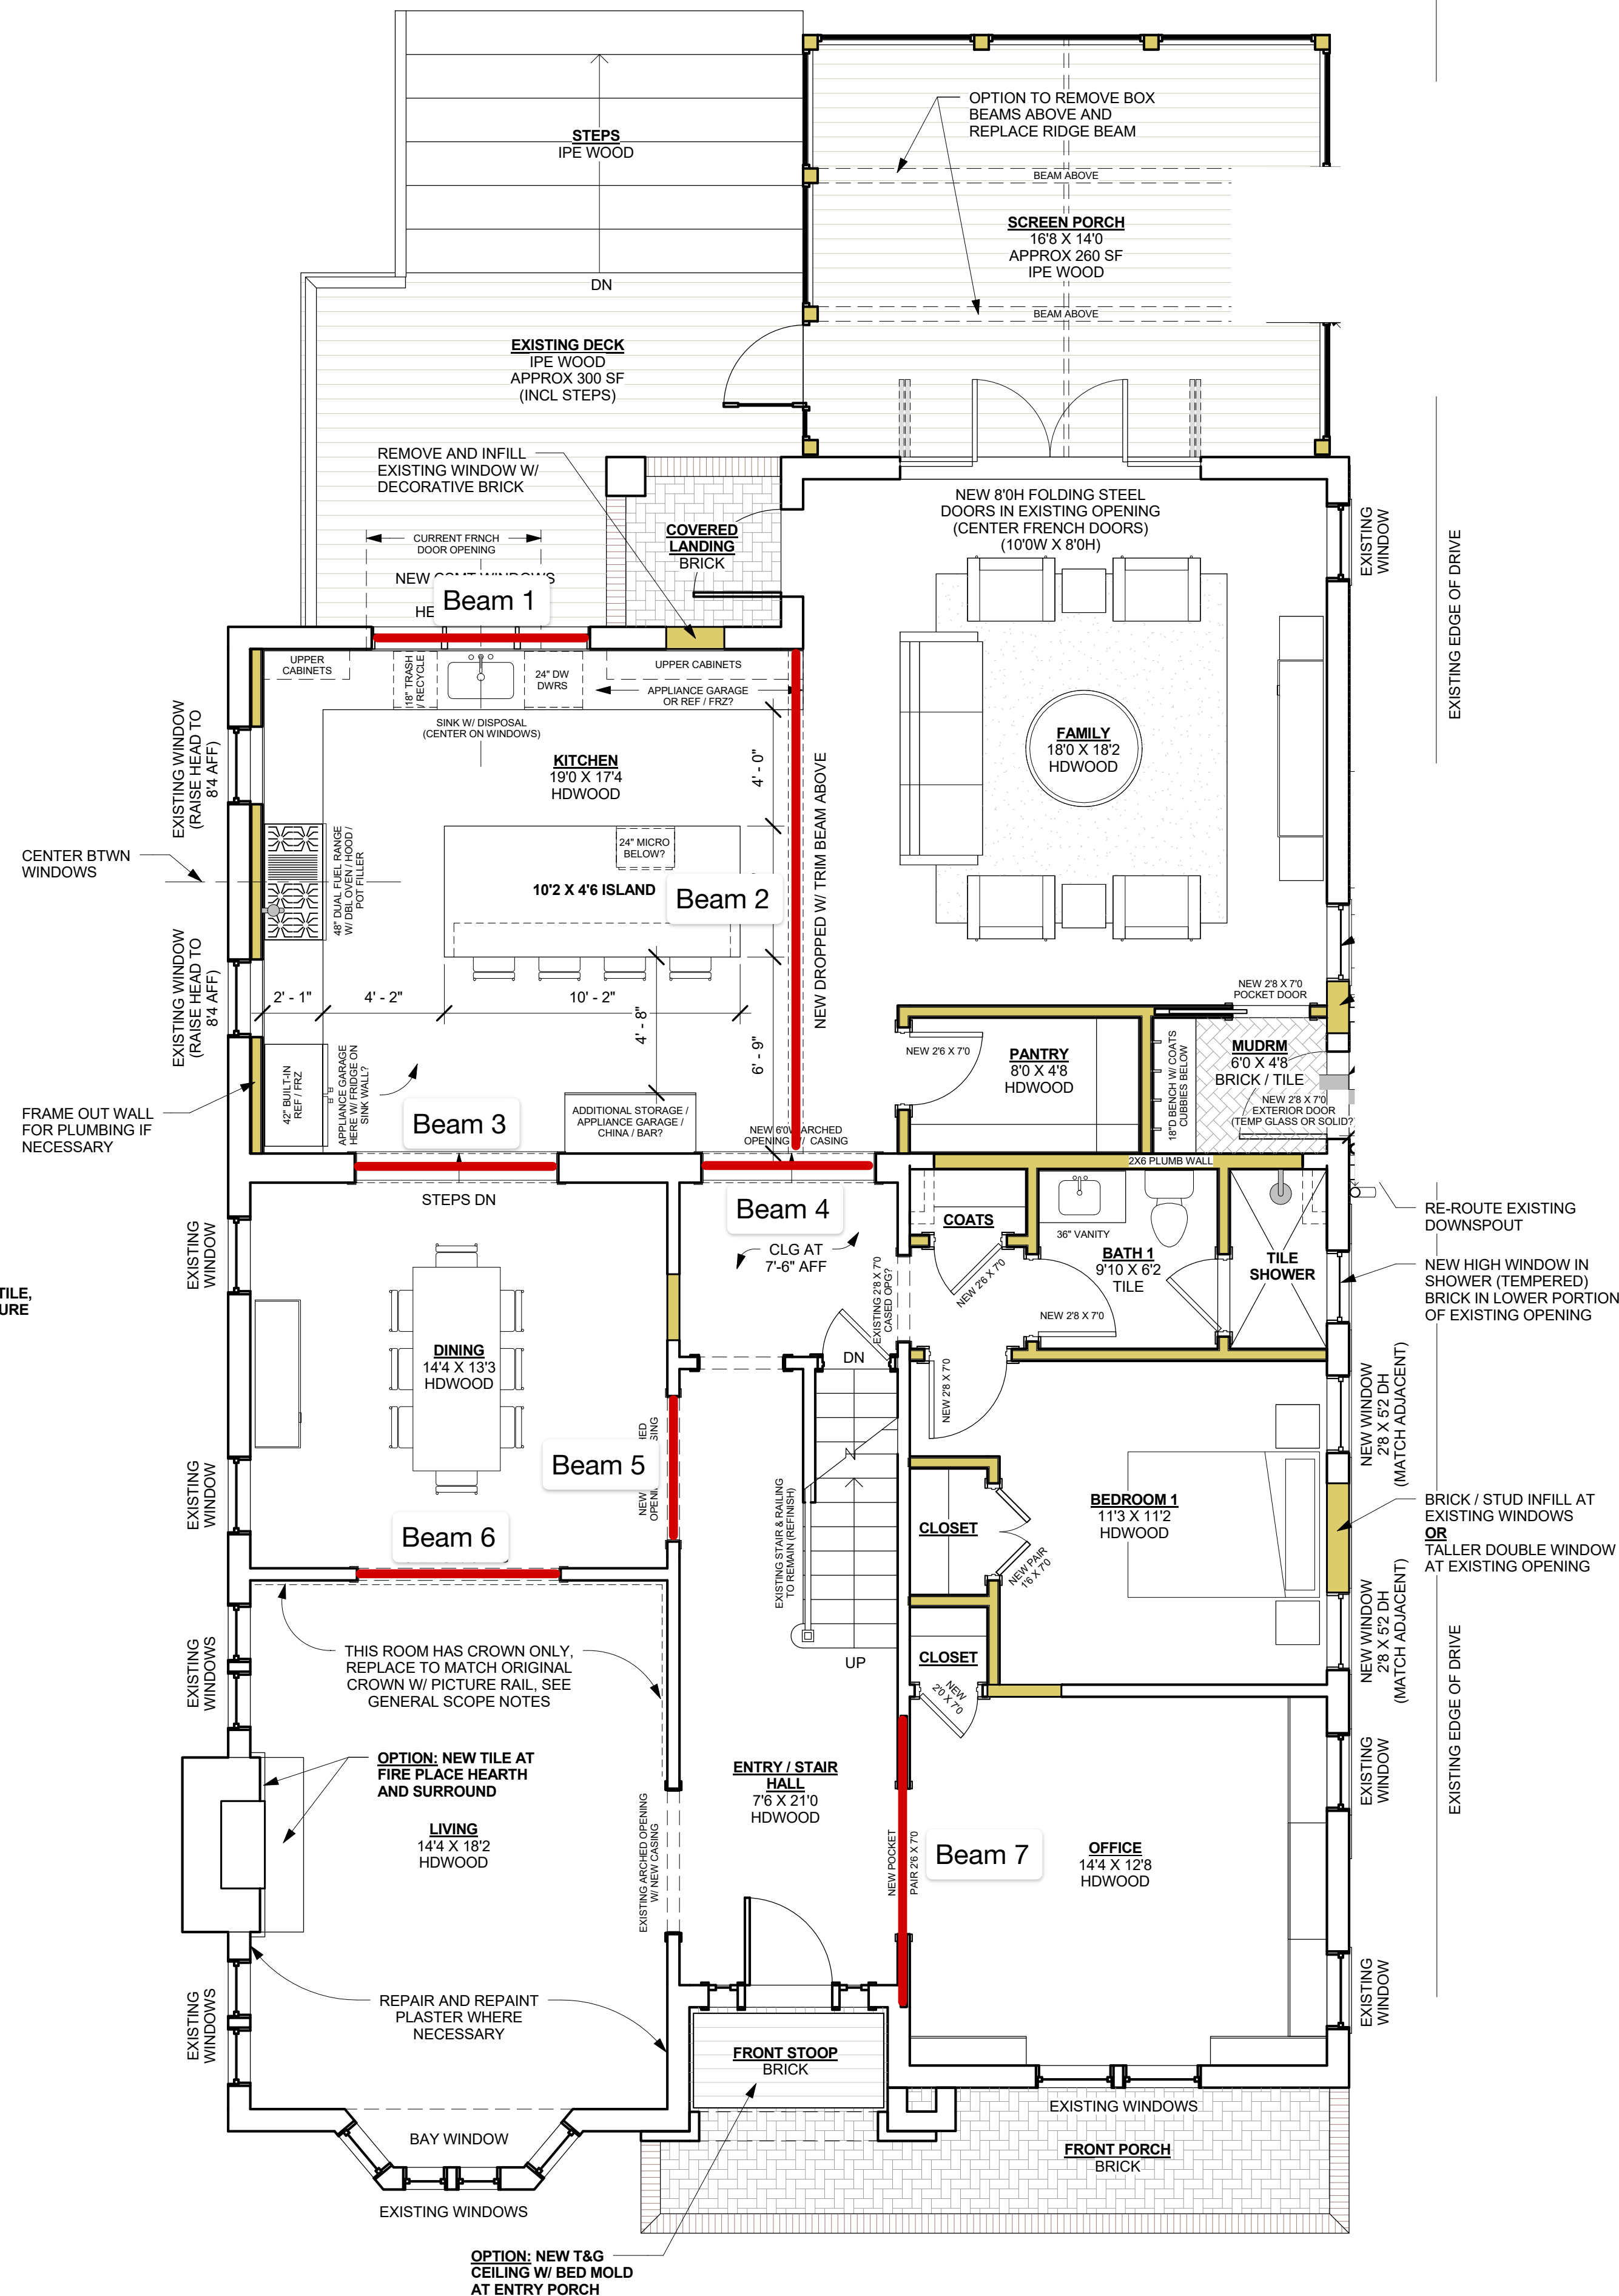 OPTION TO REMOVE BOX
BEAMS ABOVE AND
REPLACE RIDGE BEAM
STEPS
IPE WOOD
BEAM ABOVE
SCREEN PORCH
16'8 X 14'0
APPROX 260 SF
IPE WOOD
DN
BEAM ABOVE
EXISTING DECK
IPE WOOD
APPROX 300 SF
(INCL STEPS)
REMOVE AND INFILL
EXISTING WINDOW W/
DECORATIVE BRICK
NEW 8'0H FOLDING STEEL
DOORS IN EXISTING OPENING
(CENTER FRENCH DOORS)
(10'0W X 8'0H)
EXISTING
WINDOW
EXISTING EDGE OF DRIVE
CURRENT FRNCH
DOOR OPENING
COVERED
LANDING
BRICK
NEW
WINDOWS
HE
Beam 1
UPPER
CABINETS
18" TRASH
/ RECYCLE
24" DW
DWRS
UPPER CABINETS
APPLIANCE GARAGE
OR REF / FRZ?
SINK W/ DISPOSAL
(CENTER ON WINDOWS)
EXISTING WINDOW
(RAISE HEAD TO
8'4 AFF)
KITCHEN
19'0 X 17'4
HDWOOD
4' - 0"
NEW DROPPED W/ TRIM BEAM ABOVE
FAMILY
18'0 X 18'2
HDWOOD
CENTER BTWN
WINDOWS
48" DUAL FUEL RANGE
W/ DBL OVEN / HOOD /
POT FILLER
24" MICRO
BELOW?
10'2 X 4'6 ISLAND
Beam 2
EXISTING WINDOW
(RAISE HEAD TO
8'4 AFF)
2' - 1"
4' - 2"
10' - 2"
4' - 8"
6' - 9"
NEW 2'8 X 7'0
POCKET DOOR
FRAME OUT WALL
FOR PLUMBING IF
NECESSARY
42" BUILT-IN
REF / FRZ
APPLIANCE GARAGE
HERE W/ FRIDGE ON
SINK WALL?
Beam 3
ADDITIONAL STORAGE /
APPLIANCE GARAGE /
CHINA / BAR?
NEW 6'0W ARCHED
OPENING W/ CASING
NEW 2'6 X 7'0
PANTRY
8'0 X 4'8
HDWOOD
18"D BENCH W/ COATS
CUBBIES BELOW
MUDRM
6'0 X 4'8
BRICK / TILE
NEW 2'8 X 7'0
EXTERIOR DOOR
(TEMP GLASS OR SOLID?
2X6 PLUMB WALL
STEPS DN
Beam 4
CLG AT
7'-6" AFF
EXISTING
WINDOW
EXISTING 2'8 X 7'0
CASED OPG?
COATS
NEW 2'6 X 7'0
36" VANITY
BATH 1
9'10 X 6'2
TILE
NEW 2'8 X 7'0
TILE
SHOWER
RE-ROUTE EXISTING
DOWNSPOUT
NEW HIGH WINDOW IN
SHOWER (TEMPERED)
BRICK IN LOWER PORTION
OF EXISTING OPENING
TILE,
URE
DINING
14'4 X 13'3
HDWOOD
DN
NEW 2'8 X 7'0
NEW WINDOW
2'8 X 5'2 DH
(MATCH ADJACENT)
EXISTING
WINDOW
Beam 5
Beam 6
EXISTING STAIR & RAILING
TO REMAIN (REFINISH)
CLOSET
NEW PAIR
1'6 X 7'0
BEDROOM 1
11'3 X 11'2
HDWOOD
BRICK / STUD INFILL AT
EXISTING WINDOWS
OR
TALLER DOUBLE WINDOW
AT EXISTING OPENING
NEW WINDOW
2'8 X 5'2 DH
(MATCH ADJACENT)
EXISTING
WINDOWS
THIS ROOM HAS CROWN ONLY,
REPLACE TO MATCH ORIGINAL
CROWN W/ PICTURE RAIL, SEE
GENERAL SCOPE NOTES
UP
CLOSET
NEW
2'0 X 7'0
EXISTING EDGE OF DRIVE
OPTION: NEW TILE AT
FIRE PLACE HEARTH
AND SURROUND
LIVING
14'4 X 18'2
HDWOOD
EXISTING ARCHED OPENING
W/ NEW CASING
ENTRY / STAIR
HALL
7'6 X 21'0
HDWOOD
NEW POCKET
PAIR 2'6 X 7'0
Beam 7
OFFICE
14'4 X 12'8
HDWOOD
EXISTING
WINDOW
EXISTING
WINDOW
EXISTING
WINDOWS
REPAIR AND REPAINT
PLASTER WHERE
NECESSARY
FRONT STOOP
BRICK
EXISTING WINDOWS
FRONT PORCH
BRICK
BAY WINDOW
EXISTING WINDOWS
OPTION: NEW T&G
CEILING W/ BED MOLD
AT ENTRY PORCH